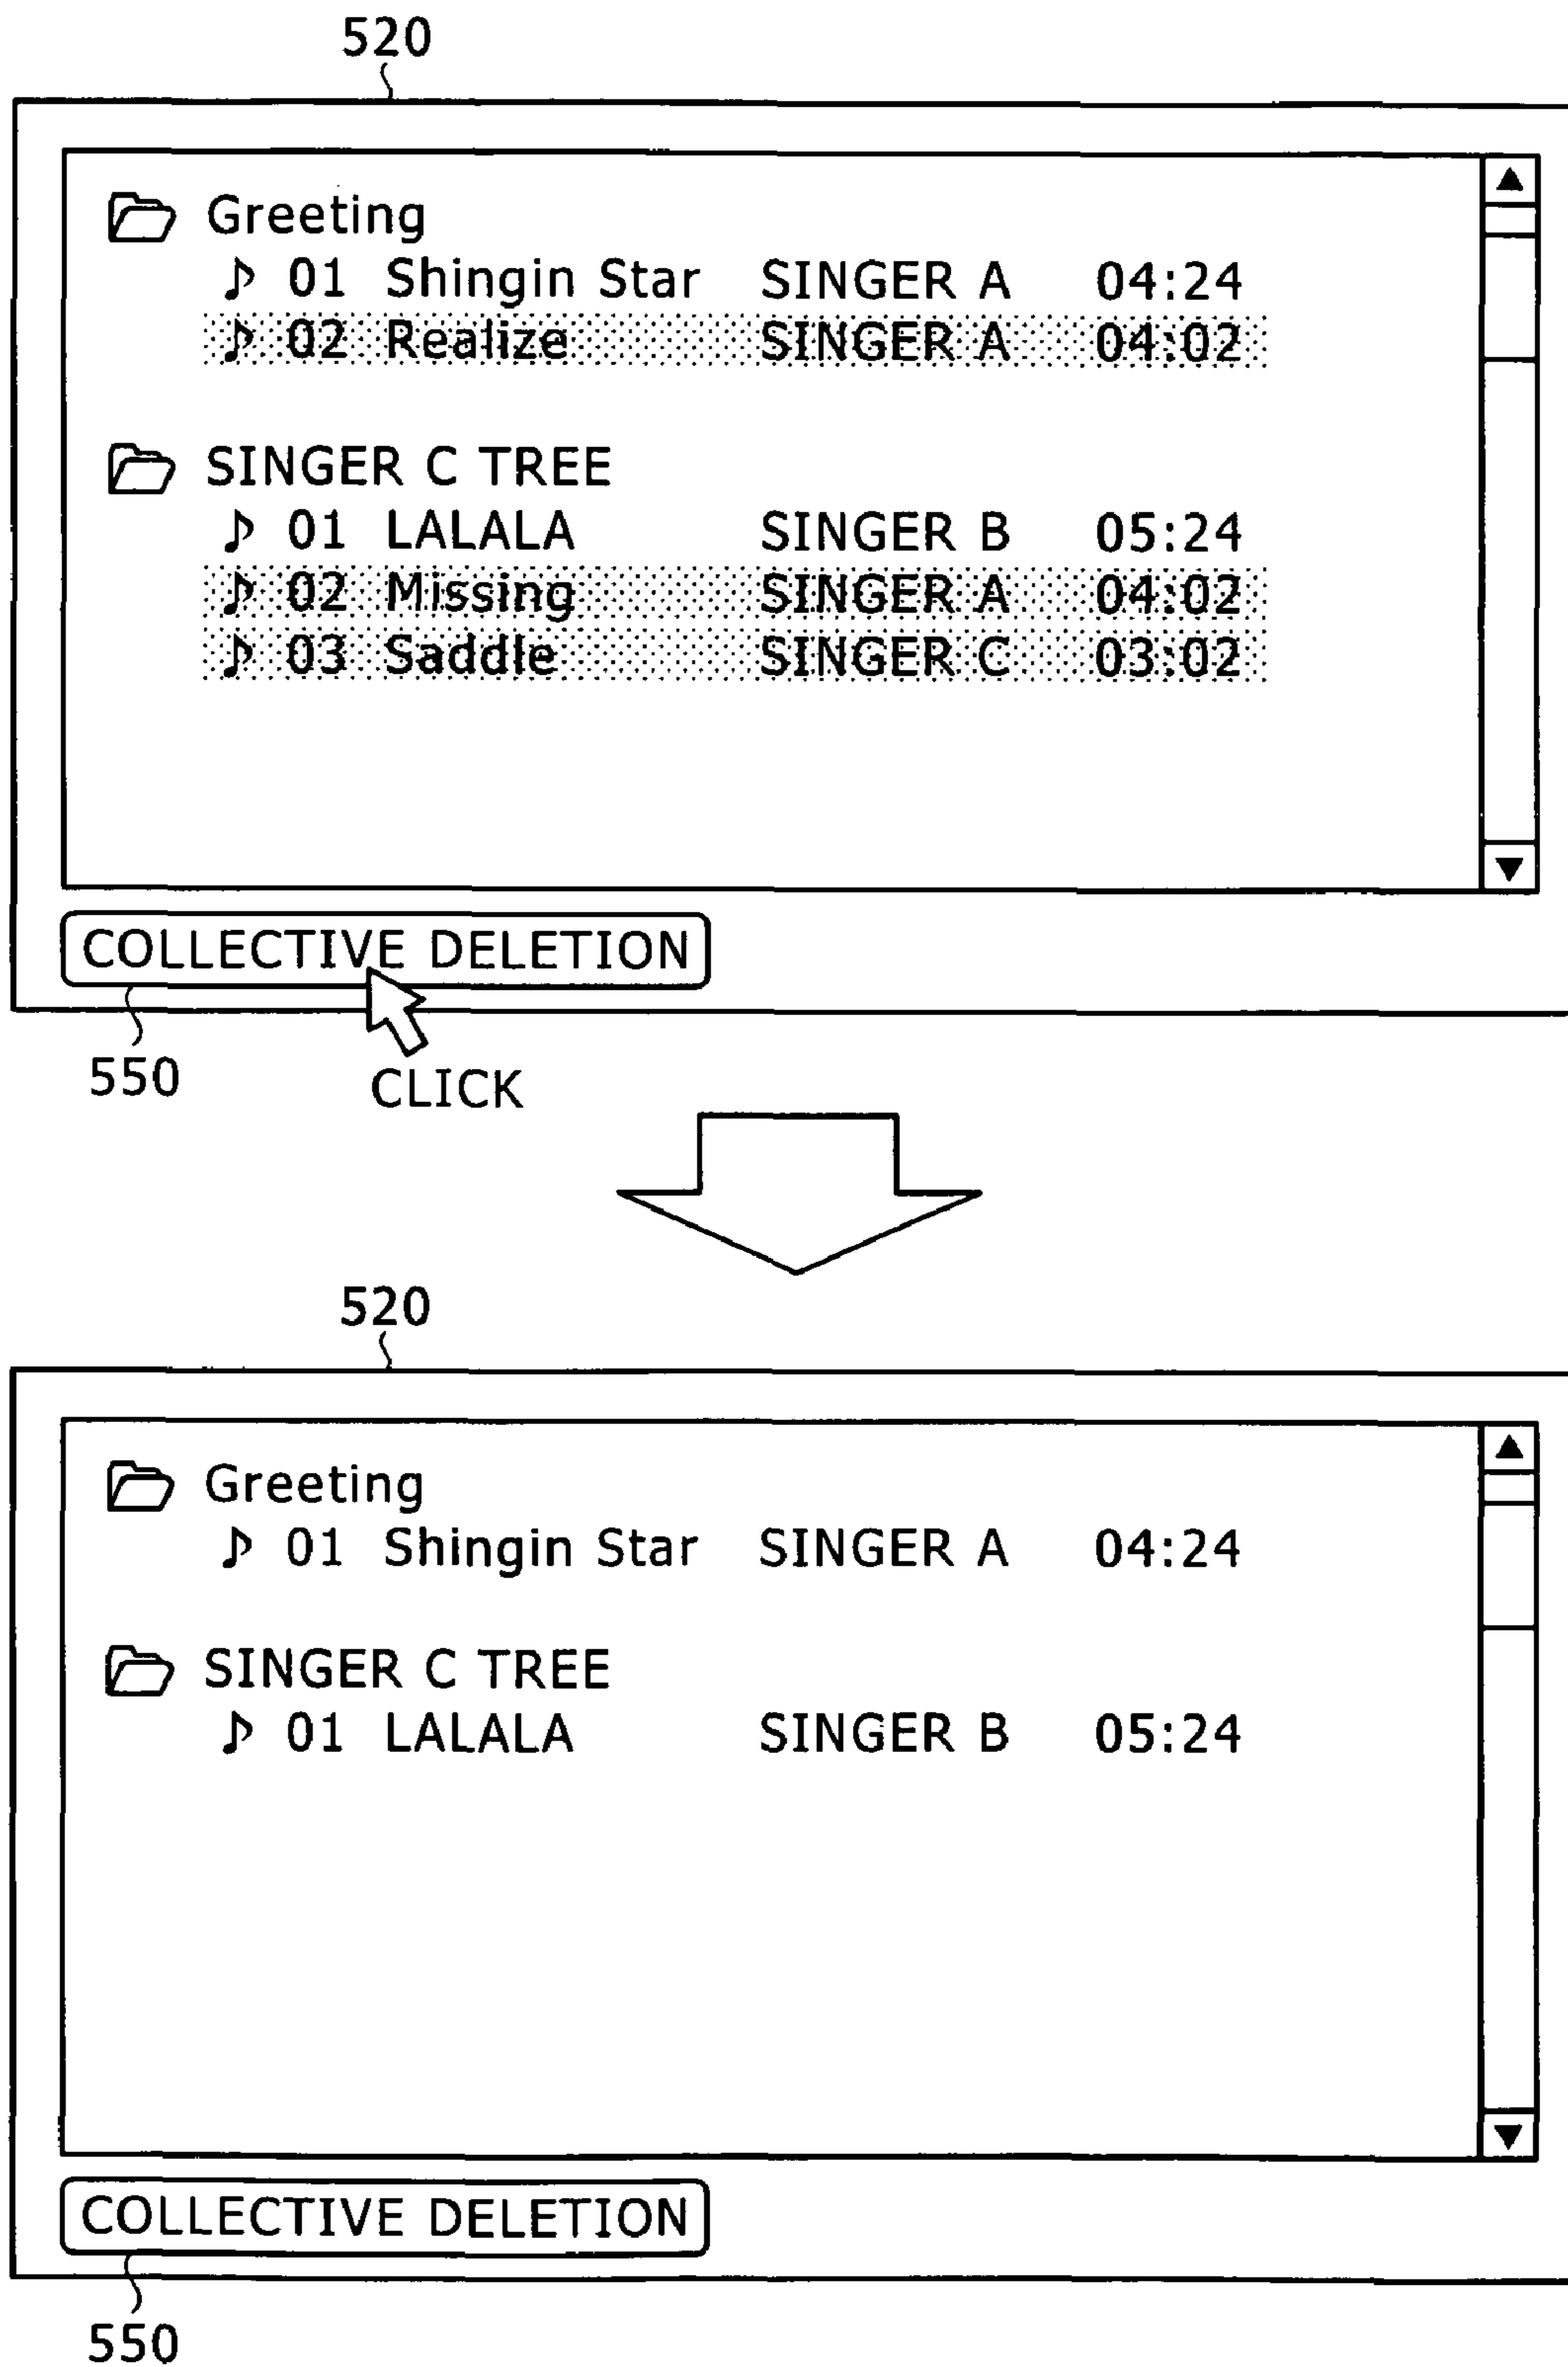 520
Greeting
01 Shingin Star SINGER A 04:24
02 Realize SINGER A 04:02
SINGER C TREE
01 LALALA SINGER B 05:24
02 Missing SINGER A 04:02
03 Saddle SINGER C 03:02
COLLECTIVE DELETION
550
CLICK
520
Greeting
01 Shingin Star SINGER A 04:24
SINGER C TREE
01 LALALA SINGER B 05:24
COLLECTIVE DELETION
550